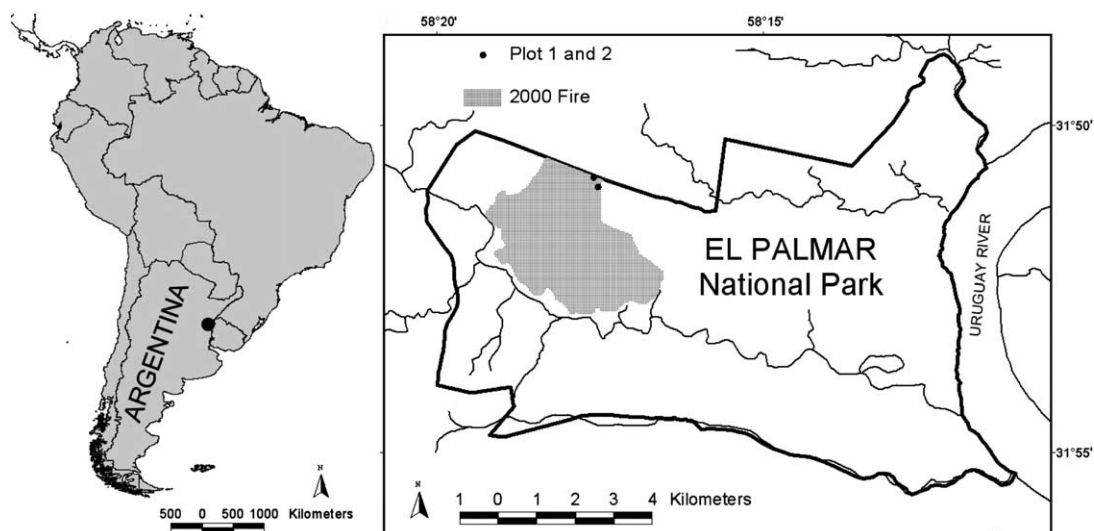 ARGENTINA
N
500 0 500 1000 Kilometers
58°20' 58°15'
Plot 1 and 2
2000 Fire
31°50'
EL PALMAR
National Park
URUGUAY RIVER
31°55'
N
1 0 1 2 3 4 Kilometers